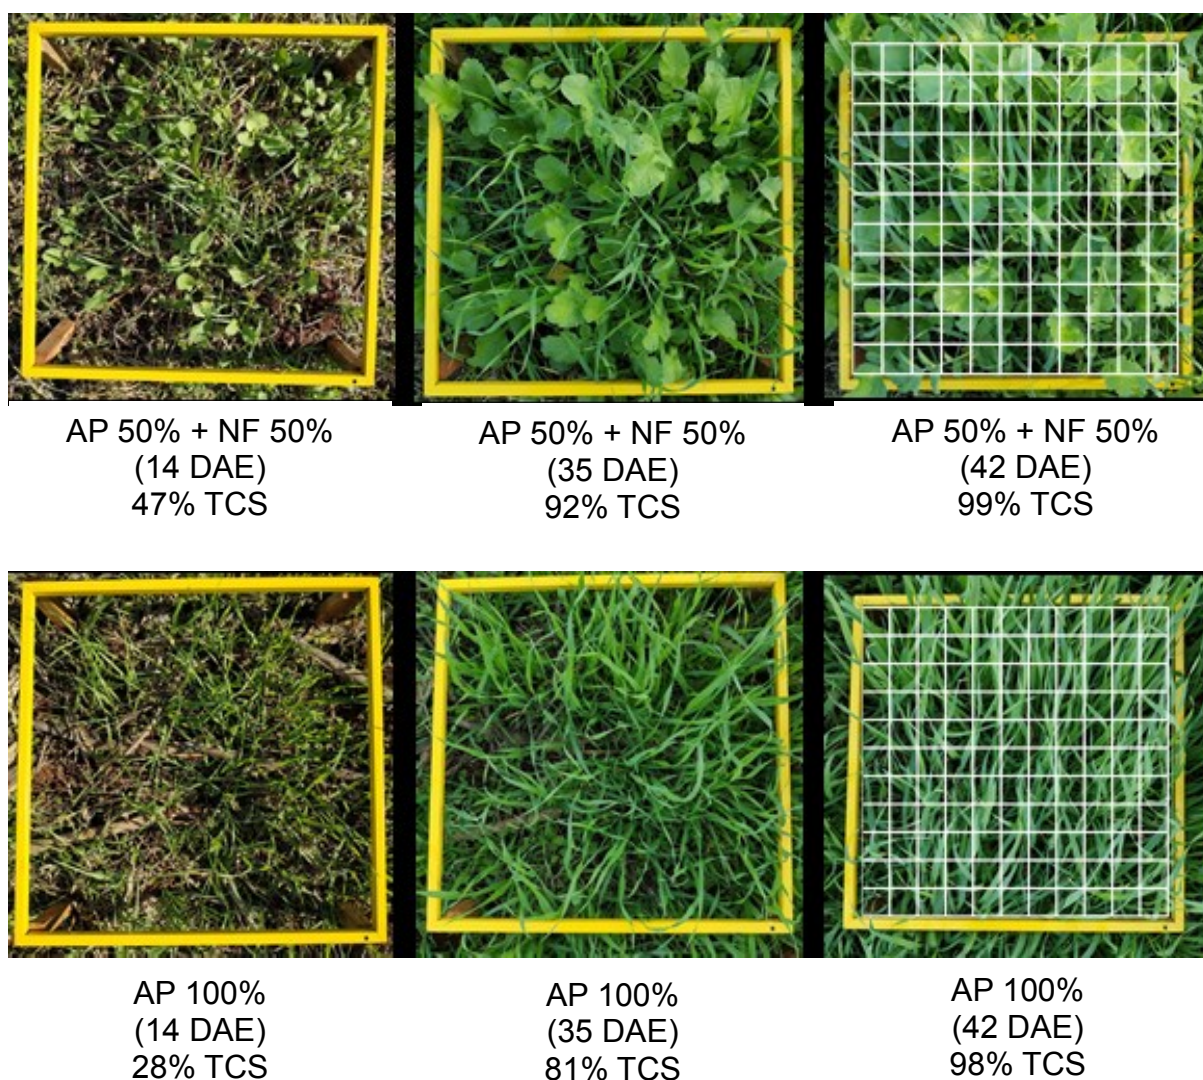 AP 50% + NF 50%
(14 DAE)
47% TCS
AP 50% + NF 50%
(35 DAE)
92% TCS
AP 50% + NF 50%
(42 DAE)
99% TCS
AP 100%
(14 DAE)
28% TCS
AP 100%
(35 DAE)
81% TCS
AP 100%
(42 DAE)
98% TCS